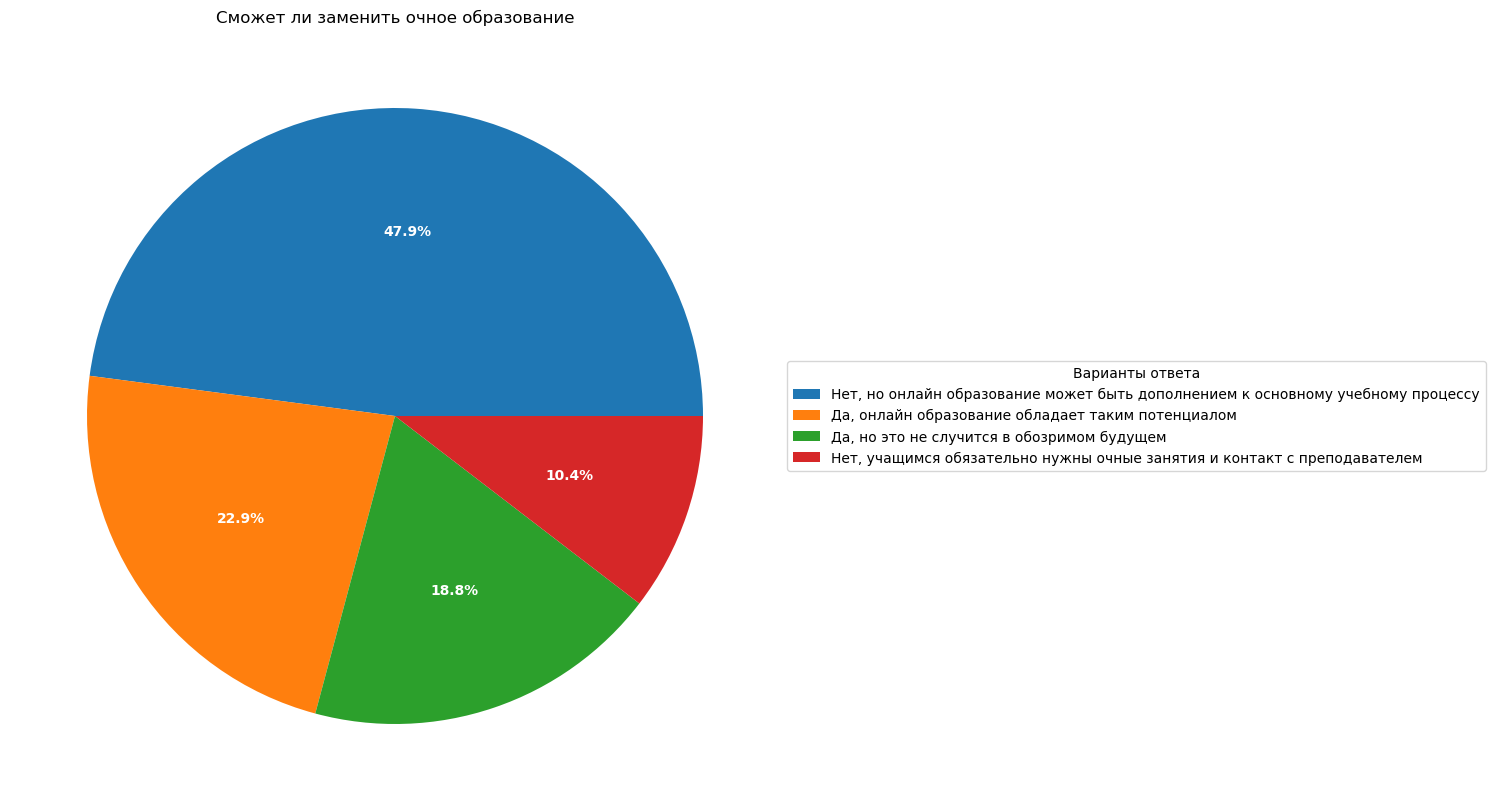 Сможет ли заменить очное образование
47.9%
22.9%
18.8%
10.4%
Варианты ответа
Нет, но онлайн образование может быть дополнением к основному учебному процессу
Да, онлайн образование обладает таким потенциалом
Да, но это не случится в обозримом будущем
Нет, учащимся обязательно нужны очные занятия и контакт с преподавателем